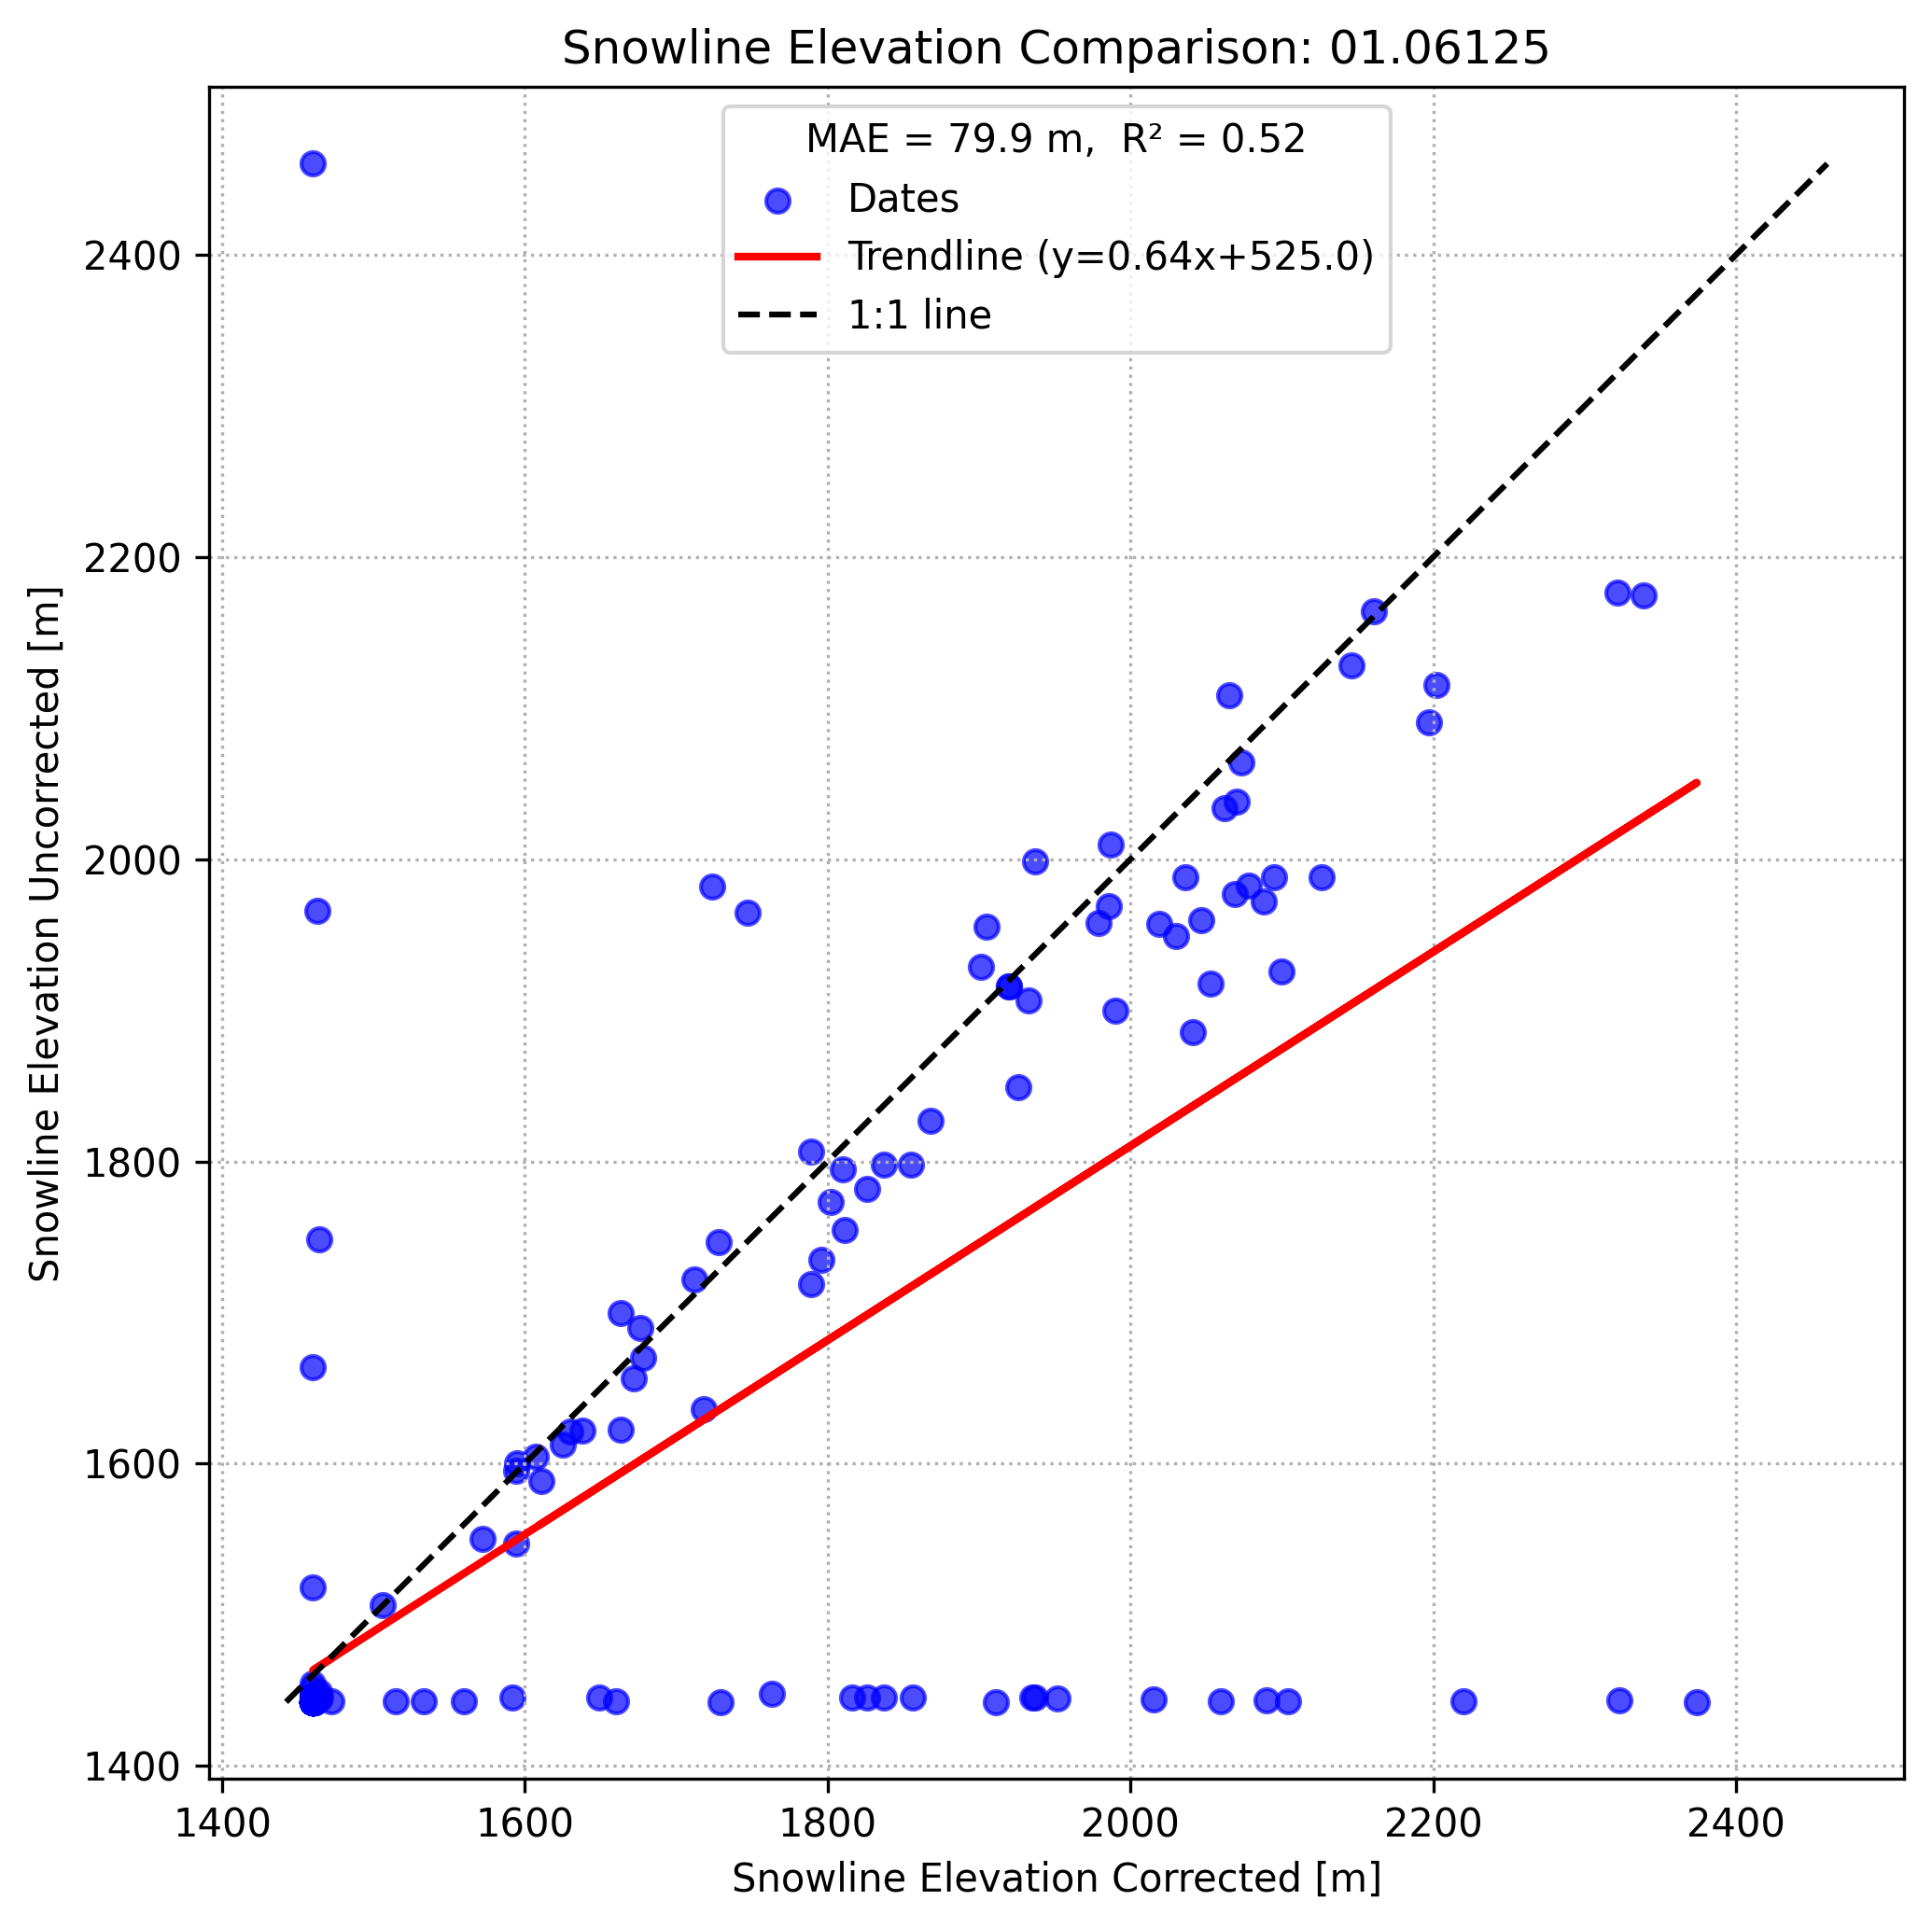 Snowline Elevation Comparison: 01.06125
MAE = 79.9 m, R² = 0.52
Dates
Trendline (y=0.64x+525.0)
1:1 line
Snowline Elevation Uncorrected [m]
2400
2200
2000
1800
1600
1400
1400 1600 1800 2000 2200 2400
Snowline Elevation Corrected [m]